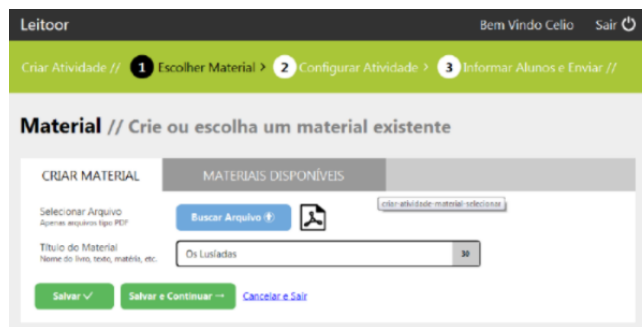 Leitoor Bem Vindo Celio Sair
Criar Atividade // 1 Escolher Material > 2 Configurar Atividade > 3 Informar Alunos e Enviar //
Material // Crie ou escolha um material existente
CRIAR MATERIAL MATERIAIS DISPONÍVEIS
criar-atividade-material-selecionar
Selecionar Arquivo
Apenas arquivos tipo PDF
Buscar Arquivo
Título do Material
Nome do livro, texto, matéria, etc.
Os Lusíadas 30
Salvar ✓ Salvar e Continuar → Cancelar e Sair